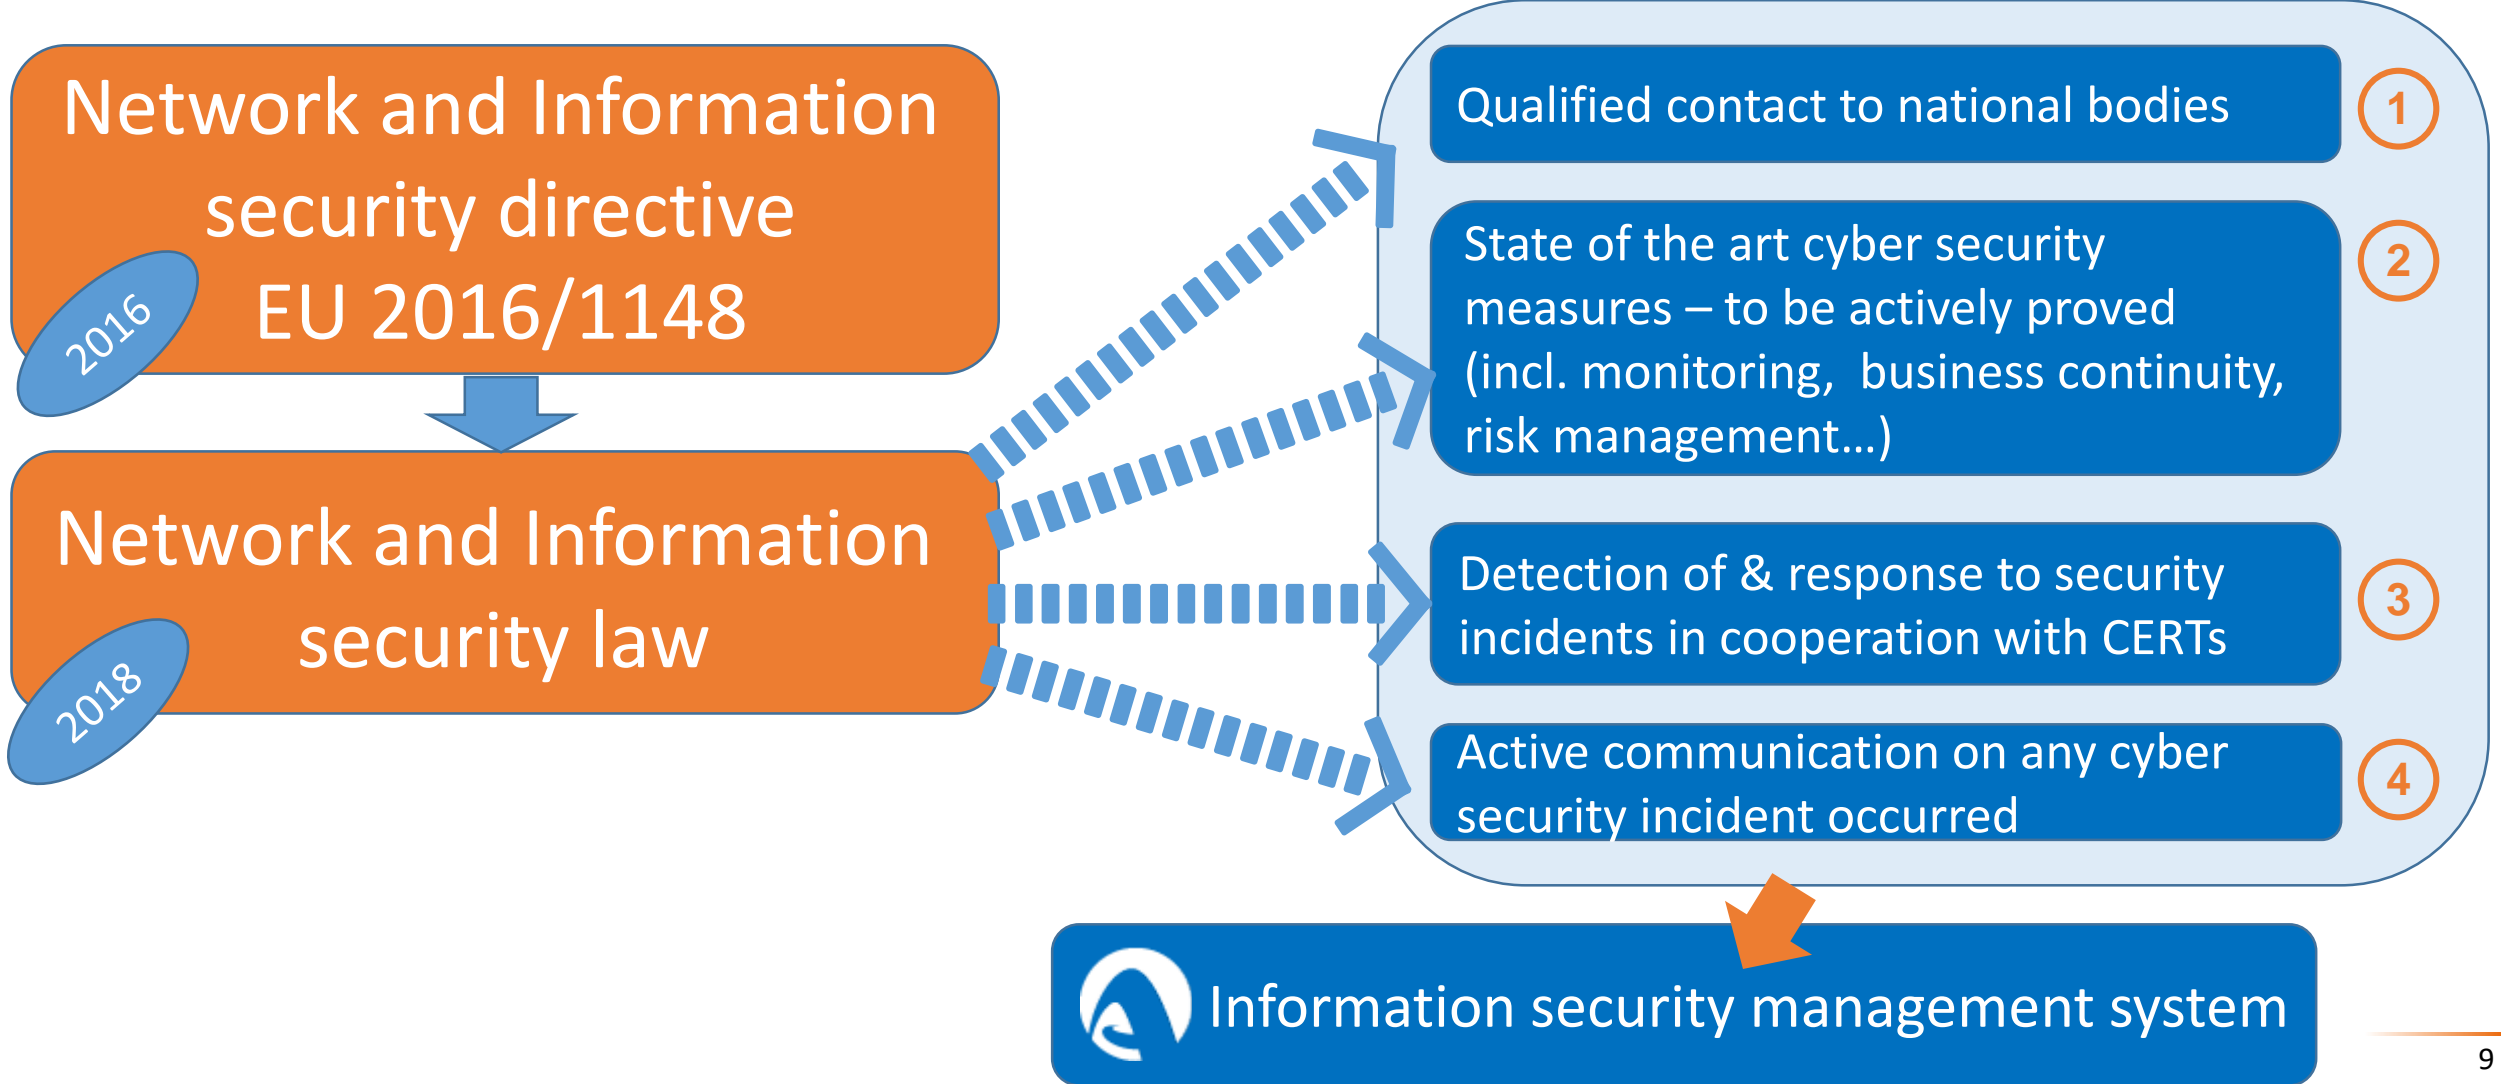 Network and Information
security directive
EU 2016/1148
2016
Network and Information
security law
2018
Qualified contact to national bodies
1
State of the art cyber security
measures – to be actively proved
(incl. monitoring, business continuity,
risk management...)
2
Detection of & response to security
incidents in cooperation with CERTs
3
Active communication on any cyber
security incident occurred
4
Information security management system
9